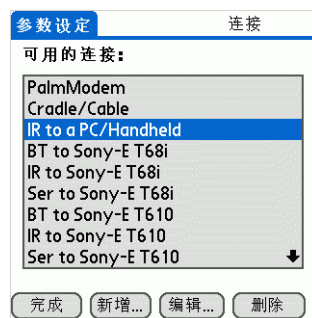 参数设定 连接
可用的连接：
PalmModem
Cradle/Cable
IR to a PC/Handheld
BT to Sony-E T68i
IR to Sony-E T68i
Ser to Sony-E T68i
BT to Sony-E T610
IR to Sony-E T610
Ser to Sony-E T610
完成 新增... 编辑... 删除